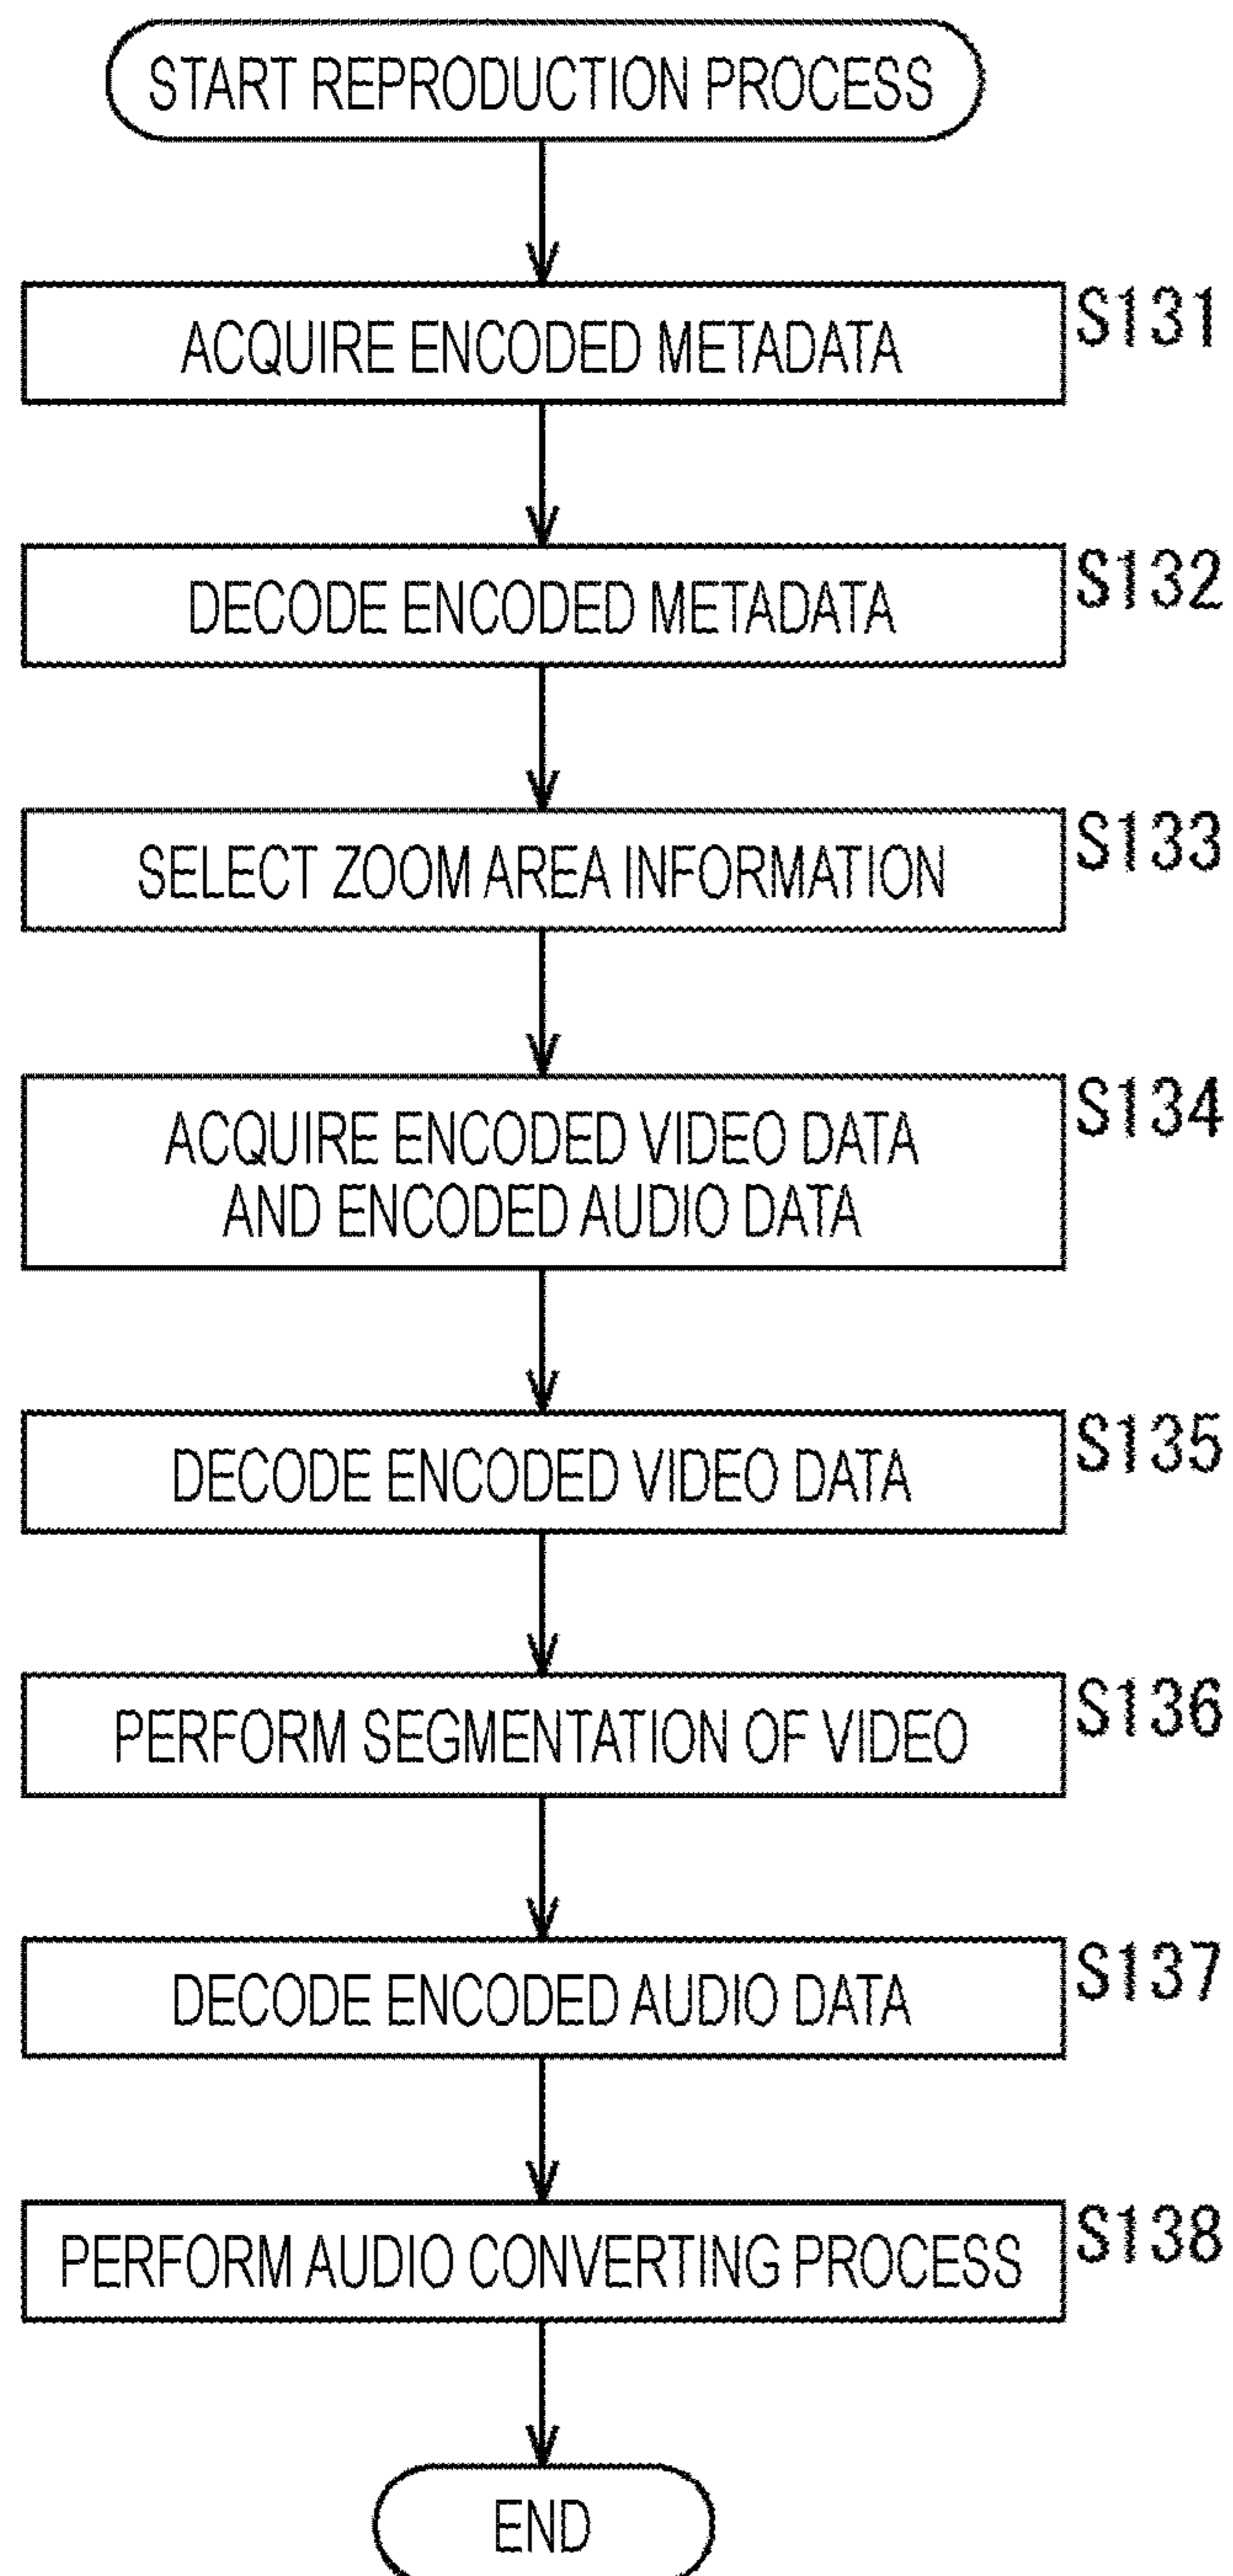 START REPRODUCTION PROCESS
ACQUIRE ENCODED METADATA
S131
DECODE ENCODED METADATA
S132
SELECT ZOOM AREA INFORMATION
S133
ACQUIRE ENCODED VIDEO DATA
AND ENCODED AUDIO DATA
S134
DECODE ENCODED VIDEO DATA
S135
PERFORM SEGMENTATION OF VIDEO
S136
DECODE ENCODED AUDIO DATA
S137
PERFORM AUDIO CONVERTING PROCESS
S138
END